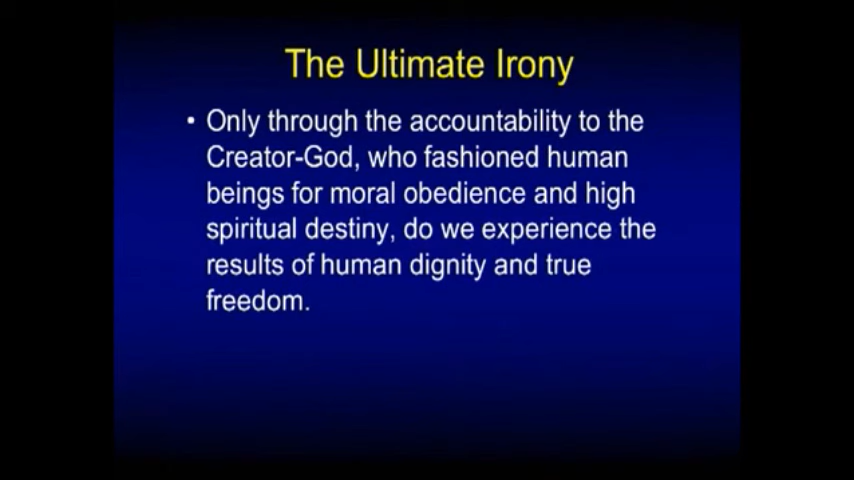 The Ultimate Irony
• Only through the accountability to the
Creator-God, who fashioned human
beings for moral obedience and high
spiritual destiny, do we experience the
results of human dignity and true
freedom.